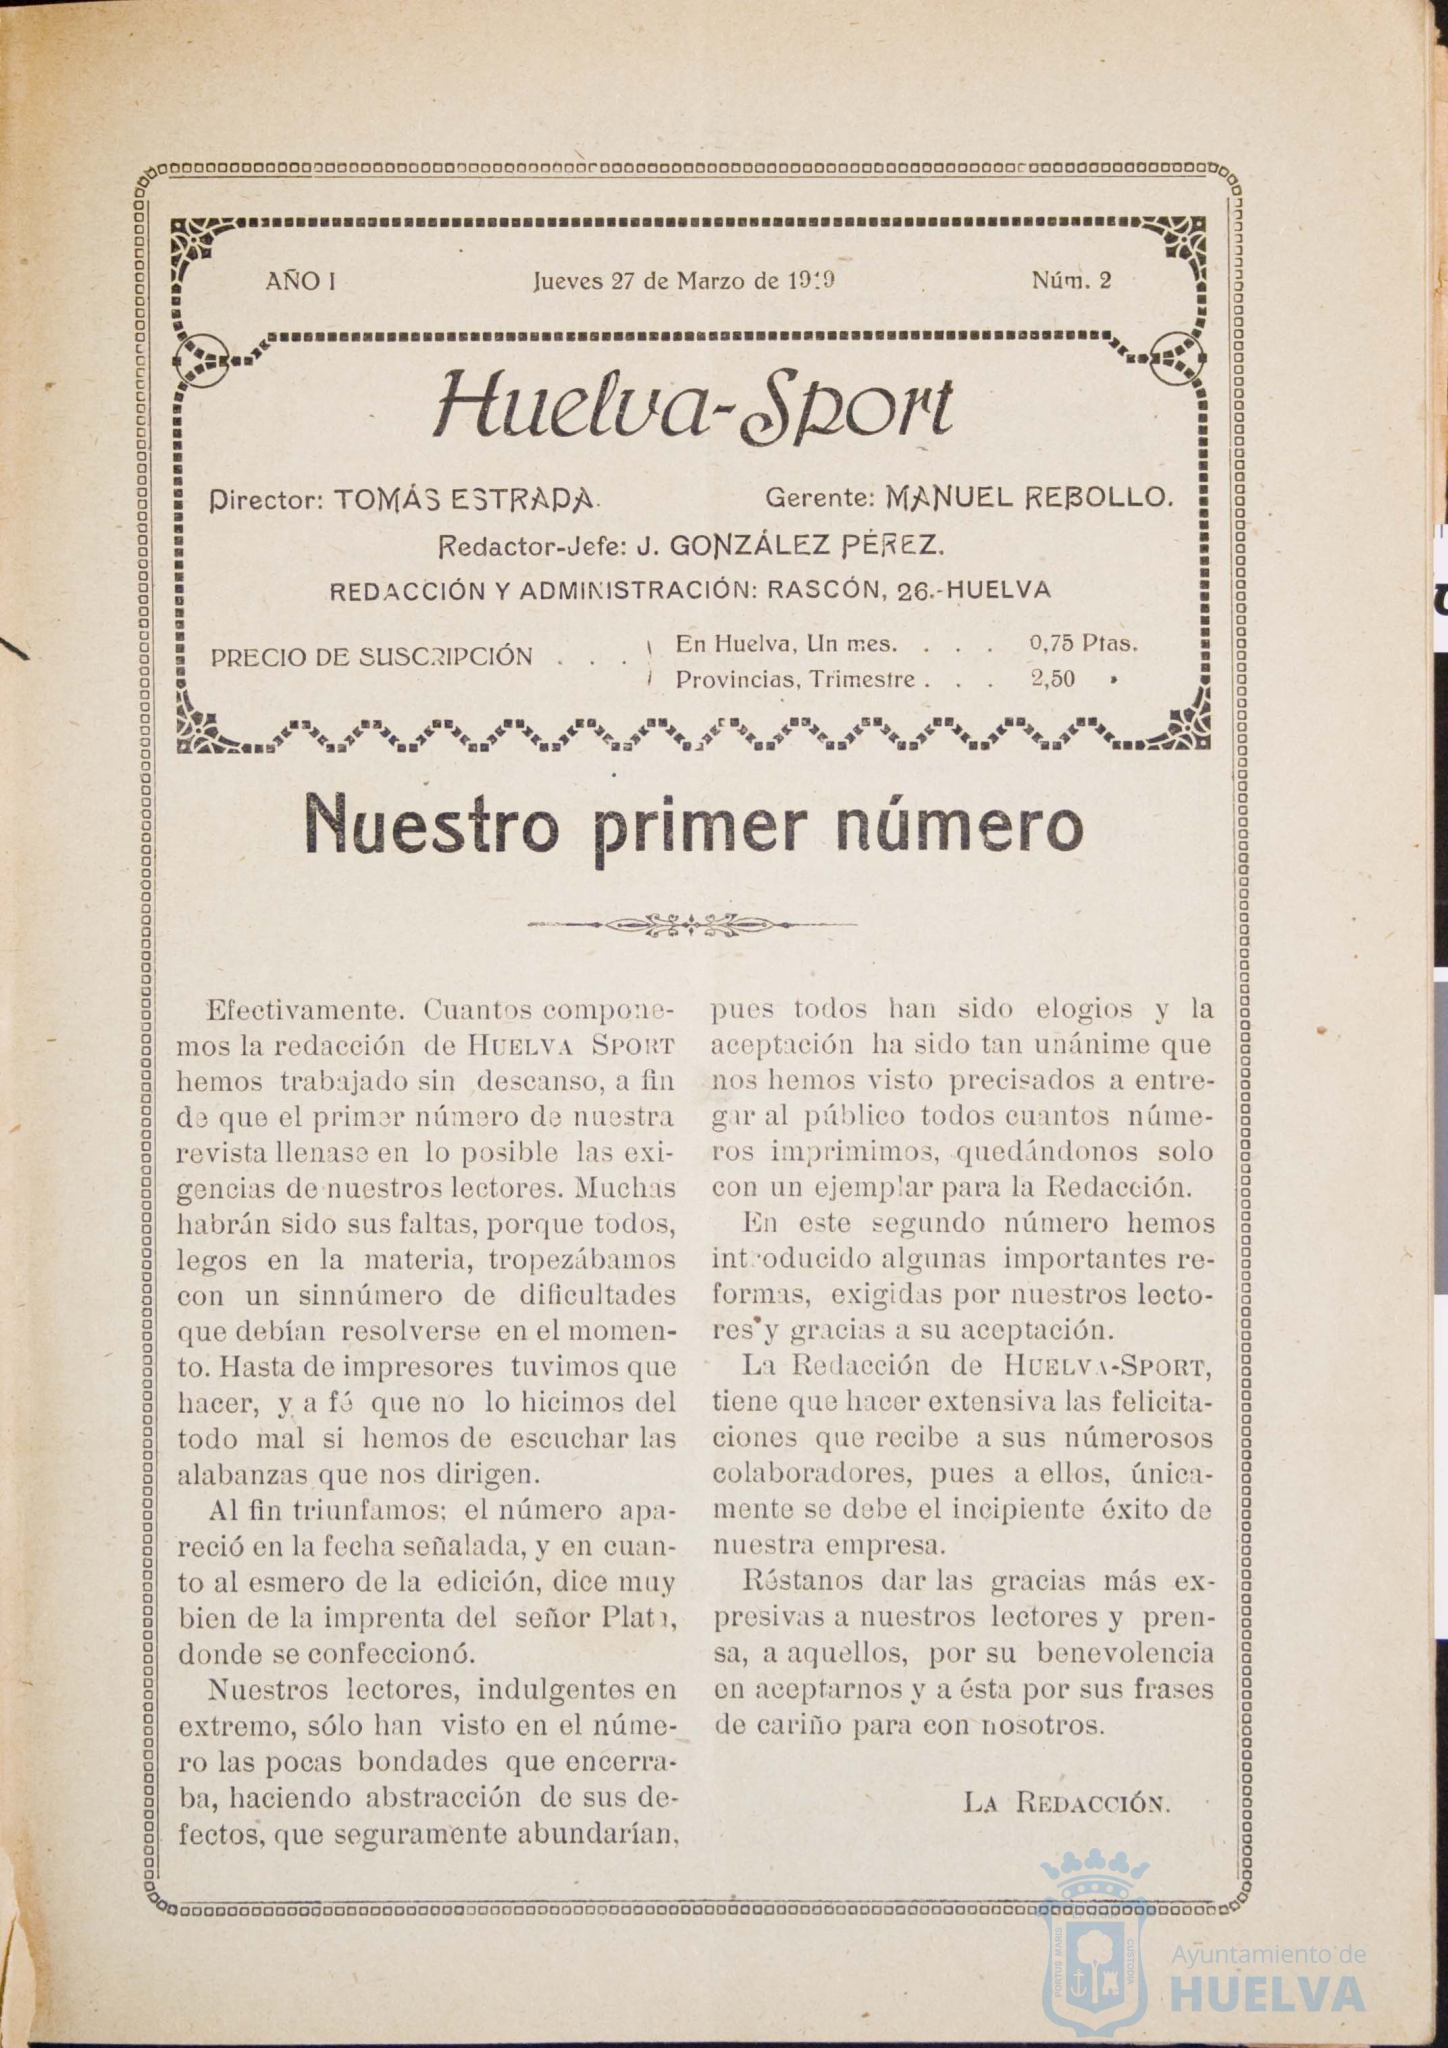 AÑO I Jueves 27 de Marzo de 1919 Núm. 2
Huelva-Sport
Director: TOMÁS ESTRADA. Gerente: MANUEL REBOLLO.
Redactor-Jefe: J. GONZÁLEZ PÉREZ.
REDACCIÓN Y ADMINISTRACIÓN: RASCÓN, 26.-HUELVA
PRECIO DE SUSCRIPCIÓN . . .
En Huelva, Un mes. . . . 0,75 Ptas.
Provincias, Trimestre . . . 2,50 »
Nuestro primer número
Efectivamente. Cuantos compone-
mos la redacción de HUELVA SPORT
hemos trabajado sin descanso, a fin
de que el primer número de nuestra
revista llenase en lo posible las exi-
gencias de nuestros lectores. Muchas
habrán sido sus faltas, porque todos,
legos en la materia, tropezábamos
con un sinnúmero de dificultades
que debían resolverse en el momen-
to. Hasta de impresores tuvimos que
hacer, y a fé que no lo hicimos del
todo mal si hemos de escuchar las
alabanzas que nos dirigen.
Al fin triunfamos; el número apa-
reció en la fecha señalada, y en cuan-
to al esmero de la edición, dice muy
bien de la imprenta del señor Plata,
donde se confeccionó.
Nuestros lectores, indulgentes en
extremo, sólo han visto en el núme-
ro las pocas bondades que encerra-
ba, haciendo abstracción de sus de-
fectos, que seguramente abundarían,
pues todos han sido elogios y la
aceptación ha sido tan unánime que
nos hemos visto precisados a entre-
gar al público todos cuantos núme-
ros imprimimos, quedándonos solo
con un ejemplar para la Redacción.
En este segundo número hemos
introducido algunas importantes re-
formas, exigidas por nuestros lecto-
res y gracias a su aceptación.
La Redacción de HUELVA-SPORT,
tiene que hacer extensiva las felicita-
ciones que recibe a sus númerosos
colaboradores, pues a ellos, única-
mente se debe el incipiente éxito de
nuestra empresa.
Réstanos dar las gracias más ex-
presivas a nuestros lectores y pren-
sa, a aquellos, por su benevolencia
en aceptarnos y a ésta por sus frases
de cariño para con nosotros.
LA REDACCIÓN.
PORTUS MARIS
CUSTODIA
Ayuntamiento de
HUELVA